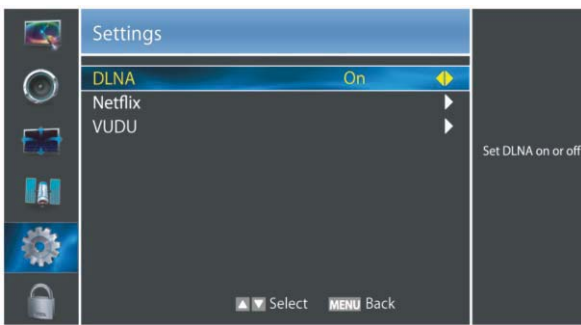 Settings
DLNA On
Netflix
VUDU
Set DLNA on or off
Select MENU Back